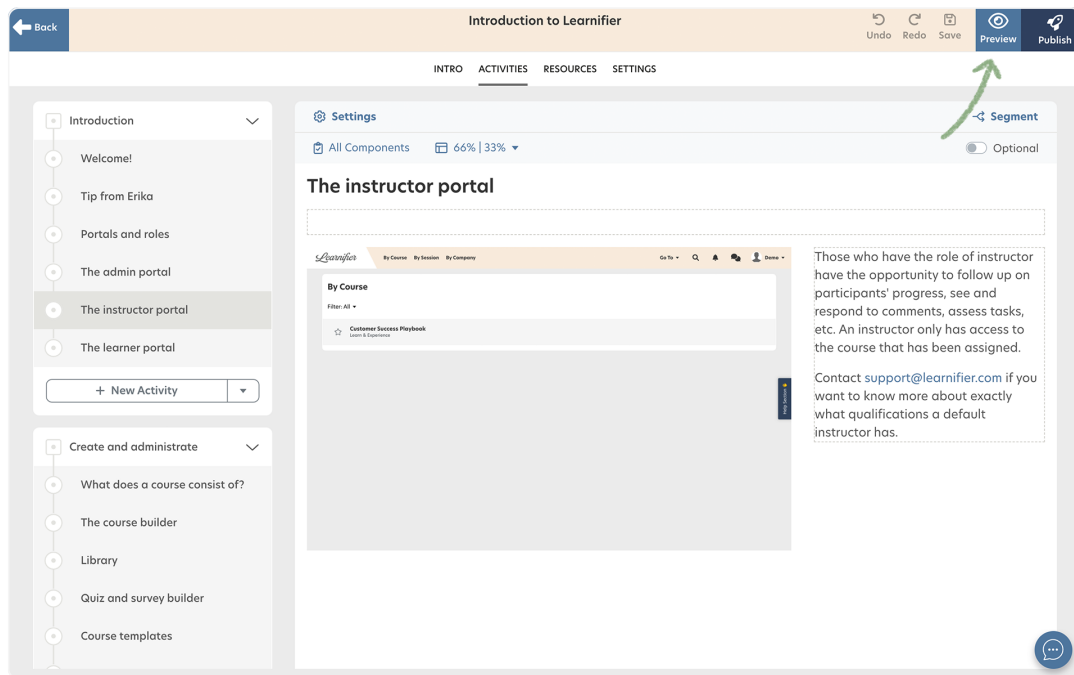 Back
Introduction to Learnifier
Undo
Redo
Save
Preview
Publish
INTRO
ACTIVITIES
RESOURCES
SETTINGS
Introduction
Welcome!
Tip from Erika
Portals and roles
The admin portal
The instructor portal
The learner portal
+ New Activity
Create and administrate
What does a course consist of?
The course builder
Library
Quiz and survey builder
Course templates
Settings
Segment
All Components
66% | 33%
Optional
The instructor portal
Learnifier
By Course
By Session
By Company
Go To
Demo
By Course
Filter: All
Customer Success Playbook
Learn & Experience
Help Section
Those who have the role of instructor
have the opportunity to follow up on
participants' progress, see and
respond to comments, assess tasks,
etc. An instructor only has access to
the course that has been assigned.
Contact support@learnifier.com if you
want to know more about exactly
what qualifications a default
instructor has.